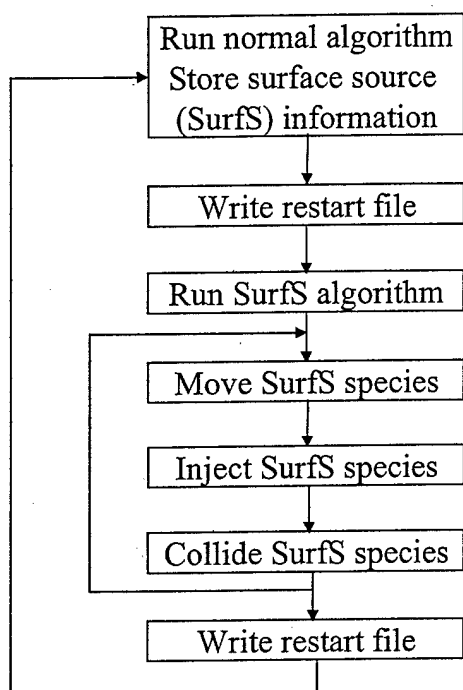 Run normal algorithm
Store surface source
(SurfS) information
Write restart file
Run SurfS algorithm
Move SurfS species
Inject SurfS species
Collide SurfS species
Write restart file